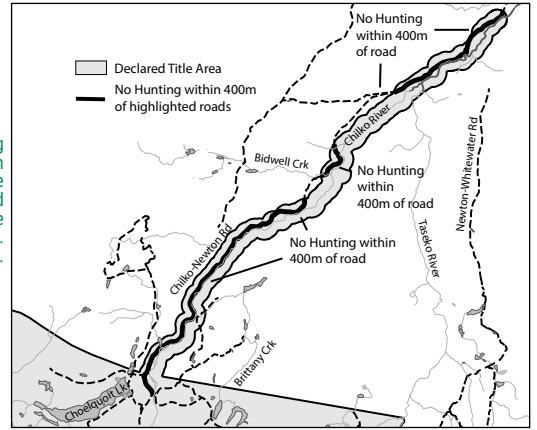 No Hunting
within 400m
of road
Declared Title Area
No Hunting within 400m
of highlighted roads
Chilko River
Bidwell Crk
No Hunting
within
400m of road
Newton-Whitewater Rd
Taseko River
Chilko-Newton Rd
No Hunting within
400m of road
Brittany Crk
Choelquoit Lk